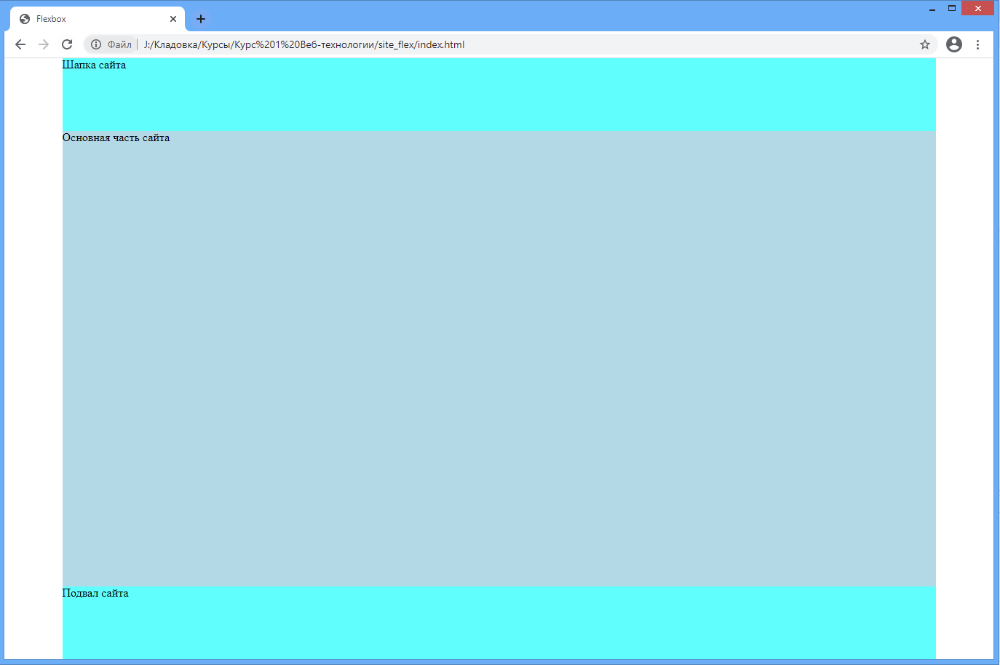 Flexbox
Файл J:/Кладовка/Курсы/Курс%201%20Веб-технологии/site_flex/index.html
Шапка сайта
Основная часть сайта
Подвал сайта